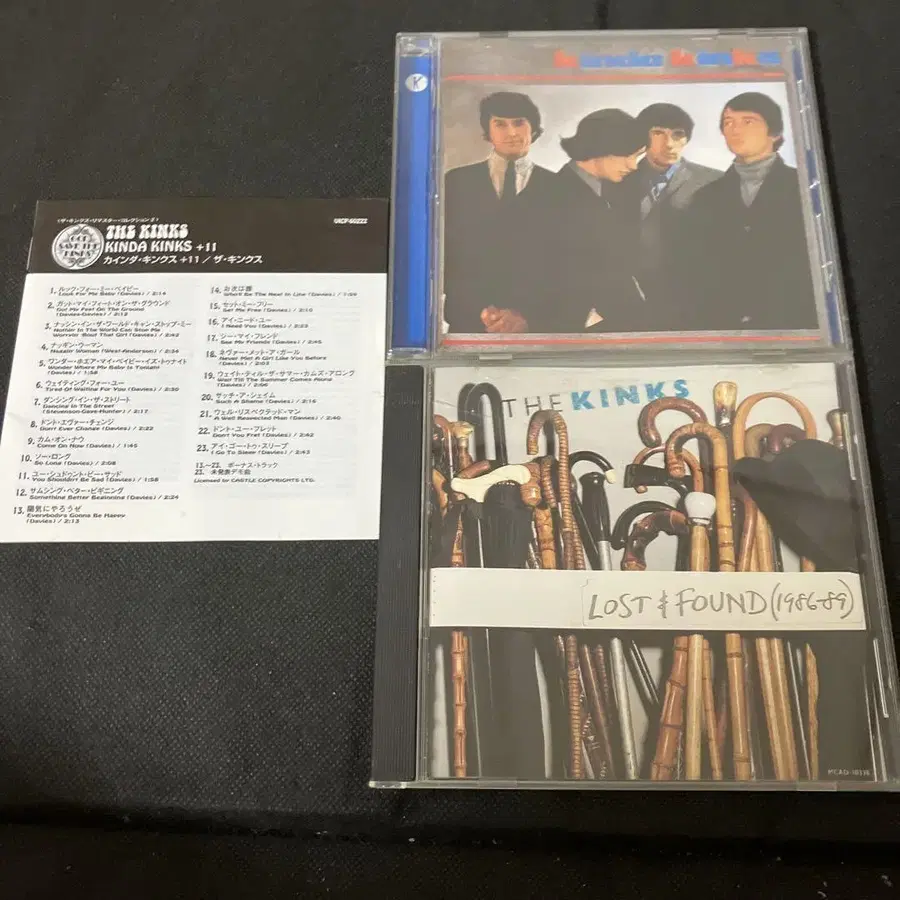 (ザ・キンクス・リマスター・コレクション 2)
VICP-60222
GOD SAVE THE KINKS
THE KINKS
KINDA KINKS +11
カインダ・キンクス +11 / ザ・キンクス
1. ルック・フォー・ミー・ベイビー
Look For Me Baby (Davies) / 2:14
2. ガット・マイ・フィート・オン・ザ・グラウンド
Got My Feet On The Ground
(Davies-Davies) / 2:12
3. ナッシン・イン・ザ・ワールド・キャン・ストップ・ミー
Nothin' In The World Can Stop Me
Worryin' 'Bout That Girl (Davies) / 2:42
4. ナッギン・ウーマン
Naggin' Woman (West-Anderson) / 2:34
5. ワンダー・ホエア・マイ・ベイビー・イズ・トゥナイト
Wonder Where My Baby Is Tonight
(Davies) / 2:00
6. ウェイティング・フォー・ユー
Tired Of Waiting For You (Davies) / 2:30
7. ダンシング・イン・ザ・ストリート
Dancing In The Street
(Stevenson-Gaye-Hunter) / 2:17
8. ドント・エヴァー・チェンジ
Don't Ever Change (Davies) / 2:22
9. カム・オン・ナウ
Come On Now (Davies) / 1:45
10. ソー・ロング
So Long (Davies) / 2:08
11. ユー・シュドゥント・ビー・サッド
You Shouldn't Be Sad (Davies) / 1:58
12. サムシング・ベター・ビギニング
Something Better Beginning (Davies) / 2:24
13. 陽気にやろうぜ
Everybody's Gonna Be Happy
(Davies) / 2:13
14. お次は誰
Who'll Be The Next In Line (Davies) / 1:59
15. セット・ミー・フリー
Set Me Free (Davies) / 2:10
16. アイ・ニード・ユー
I Need You (Davies) / 2:23
17. シー・マイ・フレンド
See My Friends (Davies) / 2:45
18. ネヴァー・メット・ア・ガール
Never Met A Girl Like You Before
(Davies) / 2:03
19. ウェイト・ティル・ザ・サマー・カムズ・アロング
Wait Till The Summer Comes Along
(Davies) / 2:06
20. サッチ・ア・シェイム
Such A Shame (Davies) / 2:16
21. ウェル・リスペクテッド・マン
A Well Respected Man (Davies) / 2:40
22. ドント・ユー・フレット
Don't You Fret (Davies) / 2:42
23. アイ・ゴー・トゥ・スリープ
I Go To Sleep (Davies) / 2:43
13.〜23. ボーナス・トラック
23. 未発表デモ曲
Licensed by CASTLE COPYRIGHTS LTD.
K
kinda kinks
THE KINKS
LOST & FOUND (1986-89)